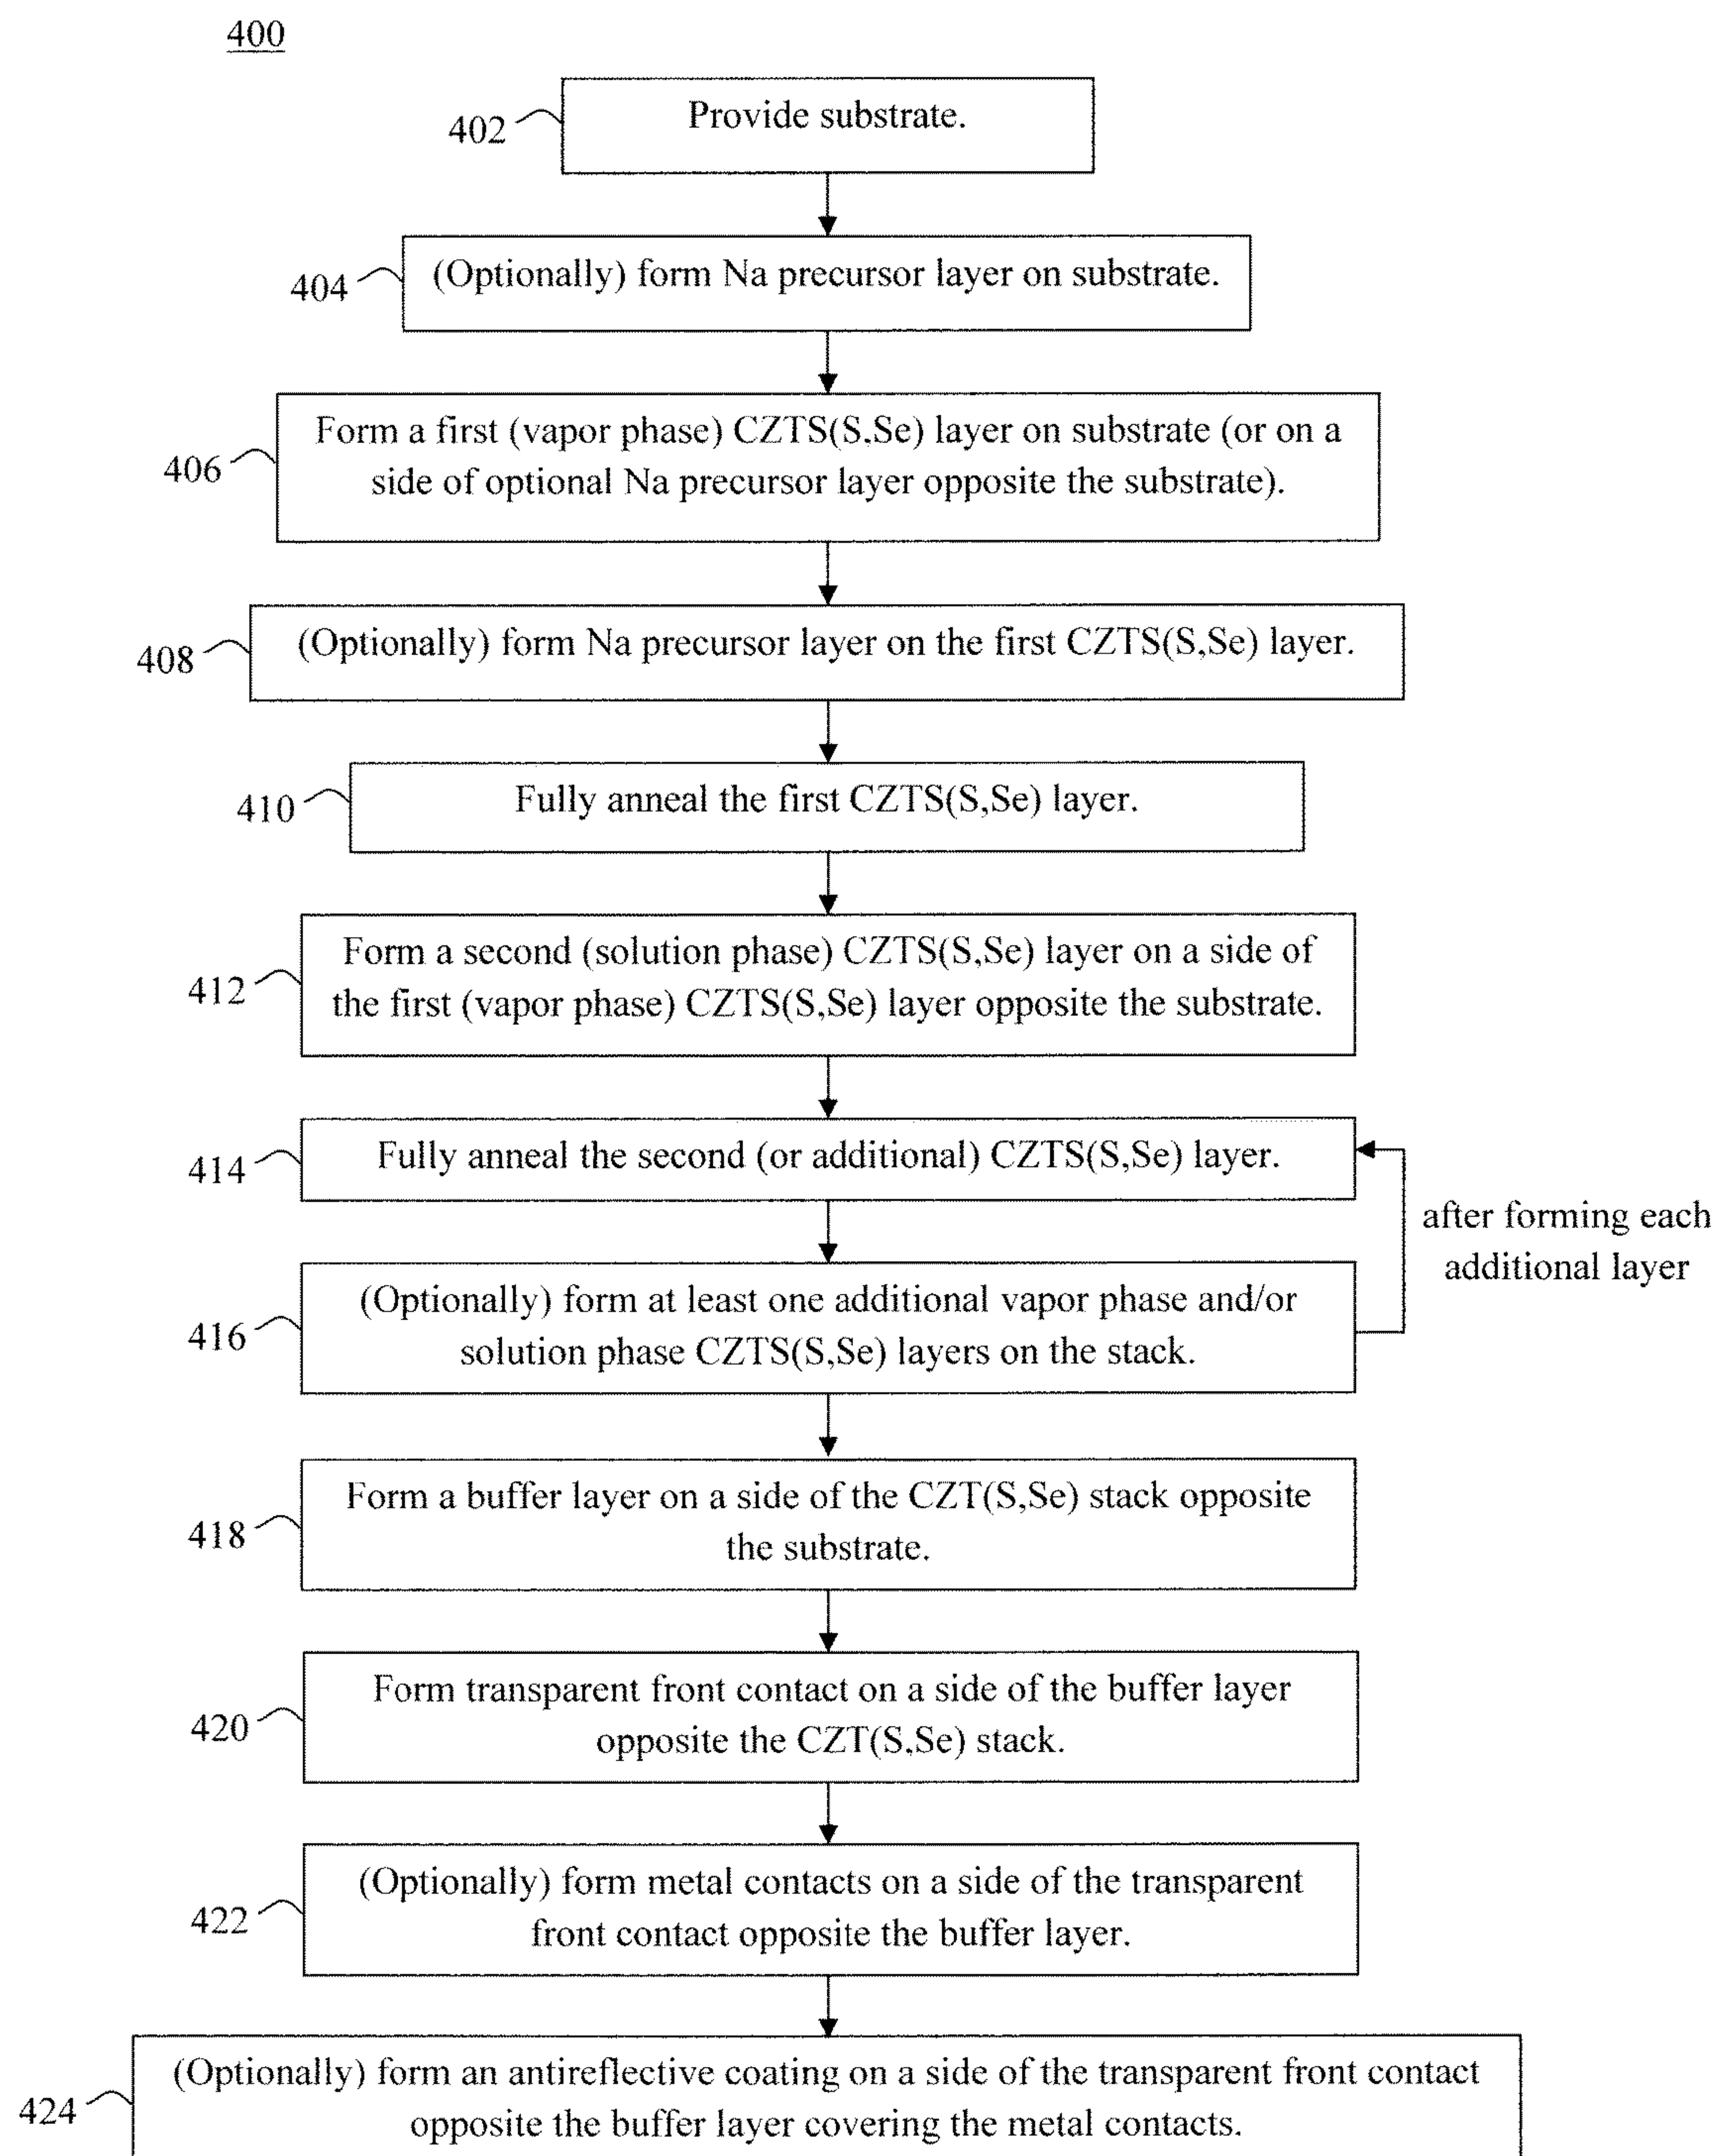 400
402
Provide substrate.
404
(Optionally) form Na precursor layer on substrate.
406
Form a first (vapor phase) CZTS(S,Se) layer on substrate (or on a
side of optional Na precursor layer opposite the substrate).
408
(Optionally) form Na precursor layer on the first CZTS(S,Se) layer.
410
Fully anneal the first CZTS(S,Se) layer.
412
Form a second (solution phase) CZTS(S,Se) layer on a side of
the first (vapor phase) CZTS(S,Se) layer opposite the substrate.
414
Fully anneal the second (or additional) CZTS(S,Se) layer.
after forming each
additional layer
416
(Optionally) form at least one additional vapor phase and/or
solution phase CZTS(S,Se) layers on the stack.
418
Form a buffer layer on a side of the CZT(S,Se) stack opposite
the substrate.
420
Form transparent front contact on a side of the buffer layer
opposite the CZT(S,Se) stack.
422
(Optionally) form metal contacts on a side of the transparent
front contact opposite the buffer layer.
424
(Optionally) form an antireflective coating on a side of the transparent front contact
opposite the buffer layer covering the metal contacts.